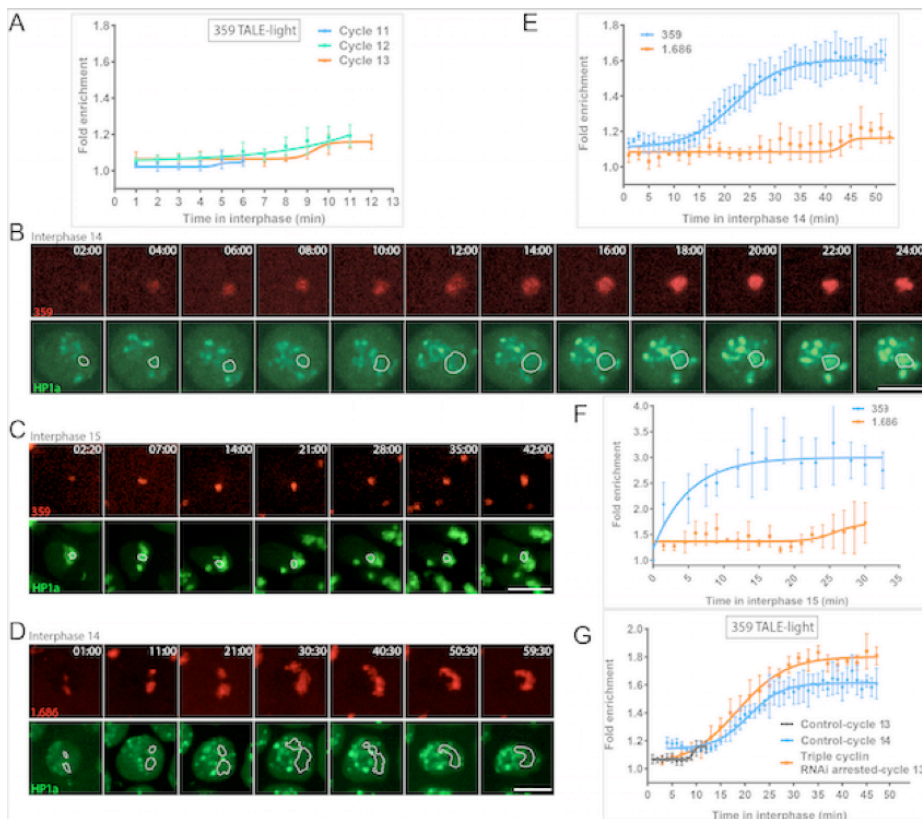 A
359 TALE-light
Cycle 11
Cycle 12
Cycle 13
Fold enrichment
1.8
1.6
1.4
1.2
1.0
0 1 2 3 4 5 6 7 8 9 10 11 12 13
Time in interphase (min)
E
359
1.686
Fold enrichment
1.8
1.6
1.4
1.2
1.0
0 5 10 15 20 25 30 35 40 45 50
Time in interphase 14 (min)
B
Interphase 14
02:00 04:00 06:00 08:00 10:00 12:00 14:00 16:00 18:00 20:00 22:00 24:00
359
HP1a
C
Interphase 15
02:20 07:00 14:00 21:00 28:00 35:00 42:00
359
HP1a
F
359
1.686
Fold enrichment
4.0
3.5
3.0
2.5
2.0
1.5
1.0
0 5 10 15 20 25 30 35
Time in interphase 15 (min)
D
Interphase 14
01:00 11:00 21:00 30:30 40:30 50:30 59:30
1.686
HP1a
G
359 TALE-light
Fold enrichment
2.0
1.8
1.6
1.4
1.2
1.0
Control-cycle 13
Control-cycle 14
Triple cyclin
RNAi arrested-cycle 13
0 5 10 15 20 25 30 35 40 45 50
Time in interphase (min)